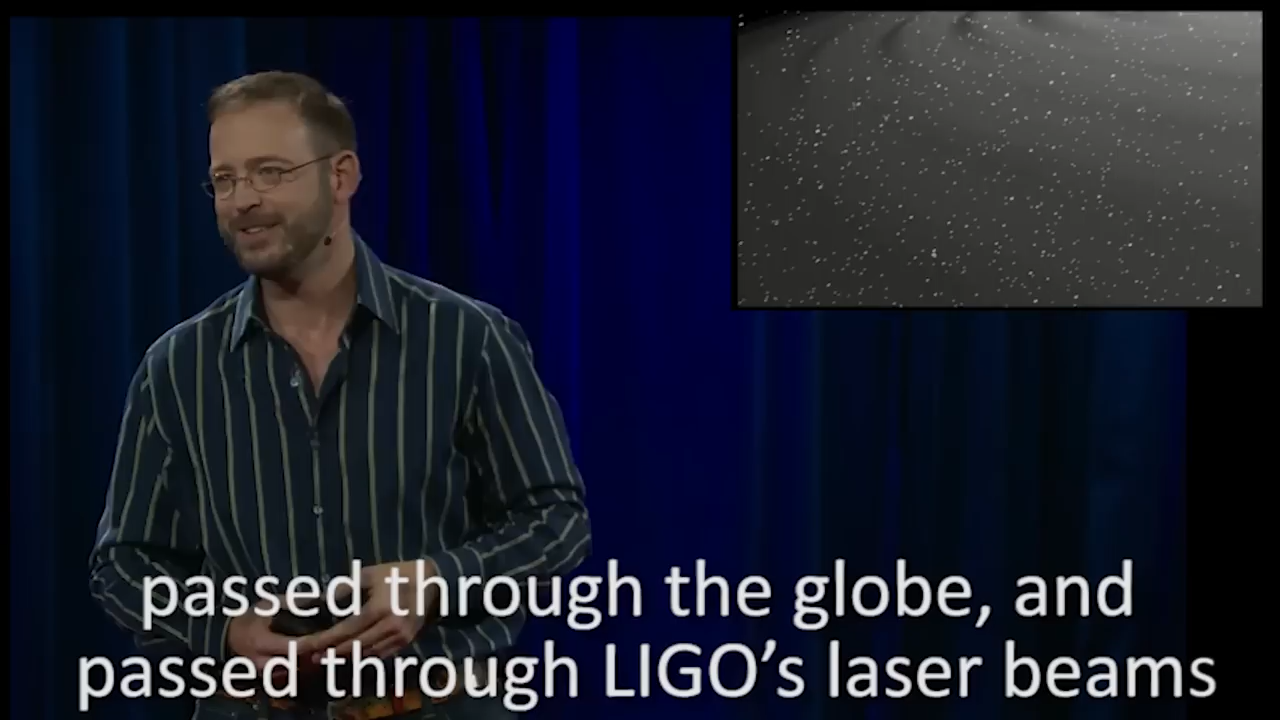 passed through the globe, and
passed through LIGO's laser beams